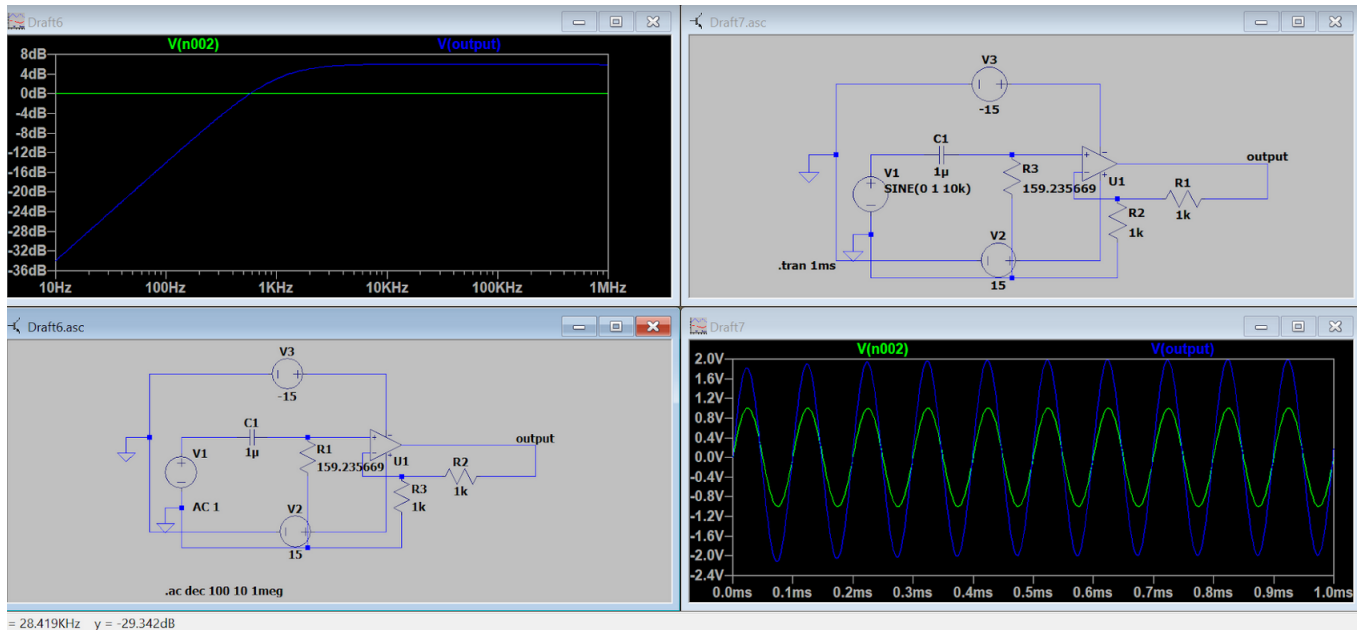 Draft6
V(n002) V(output)
8dB
4dB
0dB
-4dB
-8dB
-12dB
-16dB
-20dB
-24dB
-28dB
-32dB
-36dB
10Hz 100Hz 1KHz 10KHz 100KHz 1MHz
Draft7.asc
V3
-15
C1
1µ
V1
SINE(0 1 10k)
R3
159.235669
U1
output
R1
1k
R2
1k
V2
15
.tran 1ms
Draft6.asc
V3
-15
C1
1µ
V1
AC 1
R1
159.235669
U1
output
R2
1k
R3
1k
V2
15
.ac dec 100 10 1meg
Draft7
V(n002) V(output)
2.0V
1.6V
1.2V
0.8V
0.4V
0.0V
-0.4V
-0.8V
-1.2V
-1.6V
-2.0V
-2.4V
0.0ms 0.1ms 0.2ms 0.3ms 0.4ms 0.5ms 0.6ms 0.7ms 0.8ms 0.9ms 1.0ms
= 28.419KHz y = -29.342dB